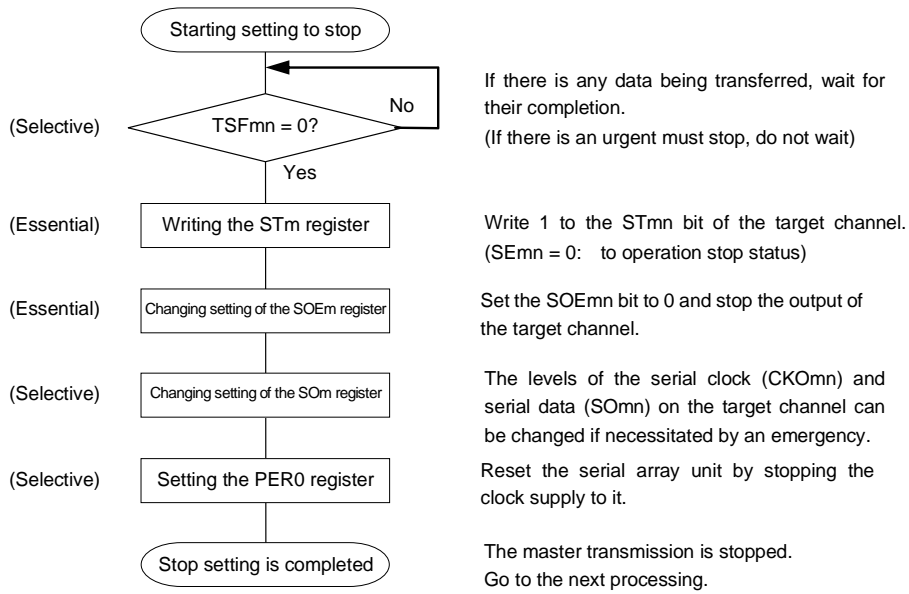 Starting setting to stop
No
If there is any data being transferred, wait for
their completion.
(If there is an urgent must stop, do not wait)
(Selective)
TSFmn = 0?
Yes
(Essential)
Writing the STm register
Write 1 to the STmn bit of the target channel.
(SEmn = 0: to operation stop status)
(Essential)
Changing setting of the SOEm register
Set the SOEmn bit to 0 and stop the output of
the target channel.
(Selective)
Changing setting of the SOm register
The levels of the serial clock (CKOmn) and
serial data (SOmn) on the target channel can
be changed if necessitated by an emergency.
(Selective)
Setting the PER0 register
Reset the serial array unit by stopping the
clock supply to it.
Stop setting is completed
The master transmission is stopped.
Go to the next processing.